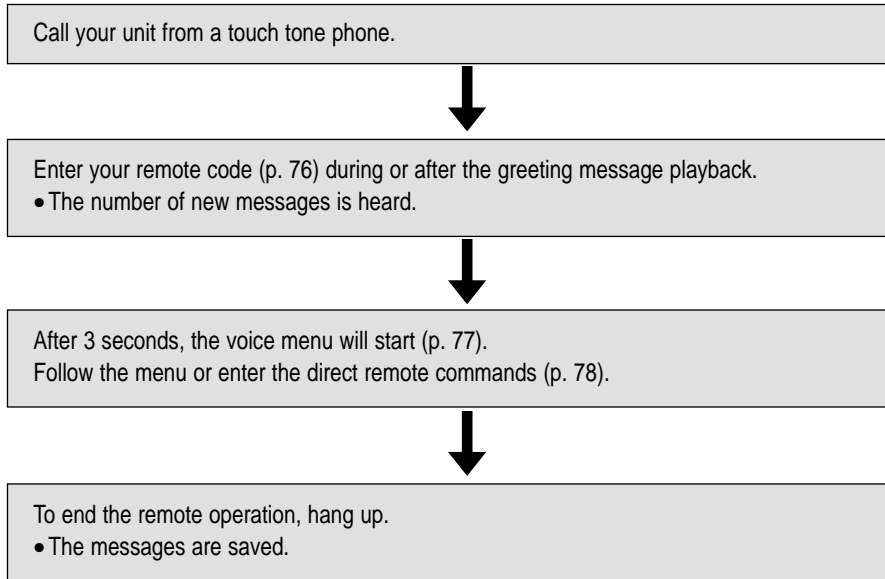 Call your unit from a touch tone phone.
Enter your remote code (p. 76) during or after the greeting message playback.
• The number of new messages is heard.
After 3 seconds, the voice menu will start (p. 77).
Follow the menu or enter the direct remote commands (p. 78).
To end the remote operation, hang up.
• The messages are saved.